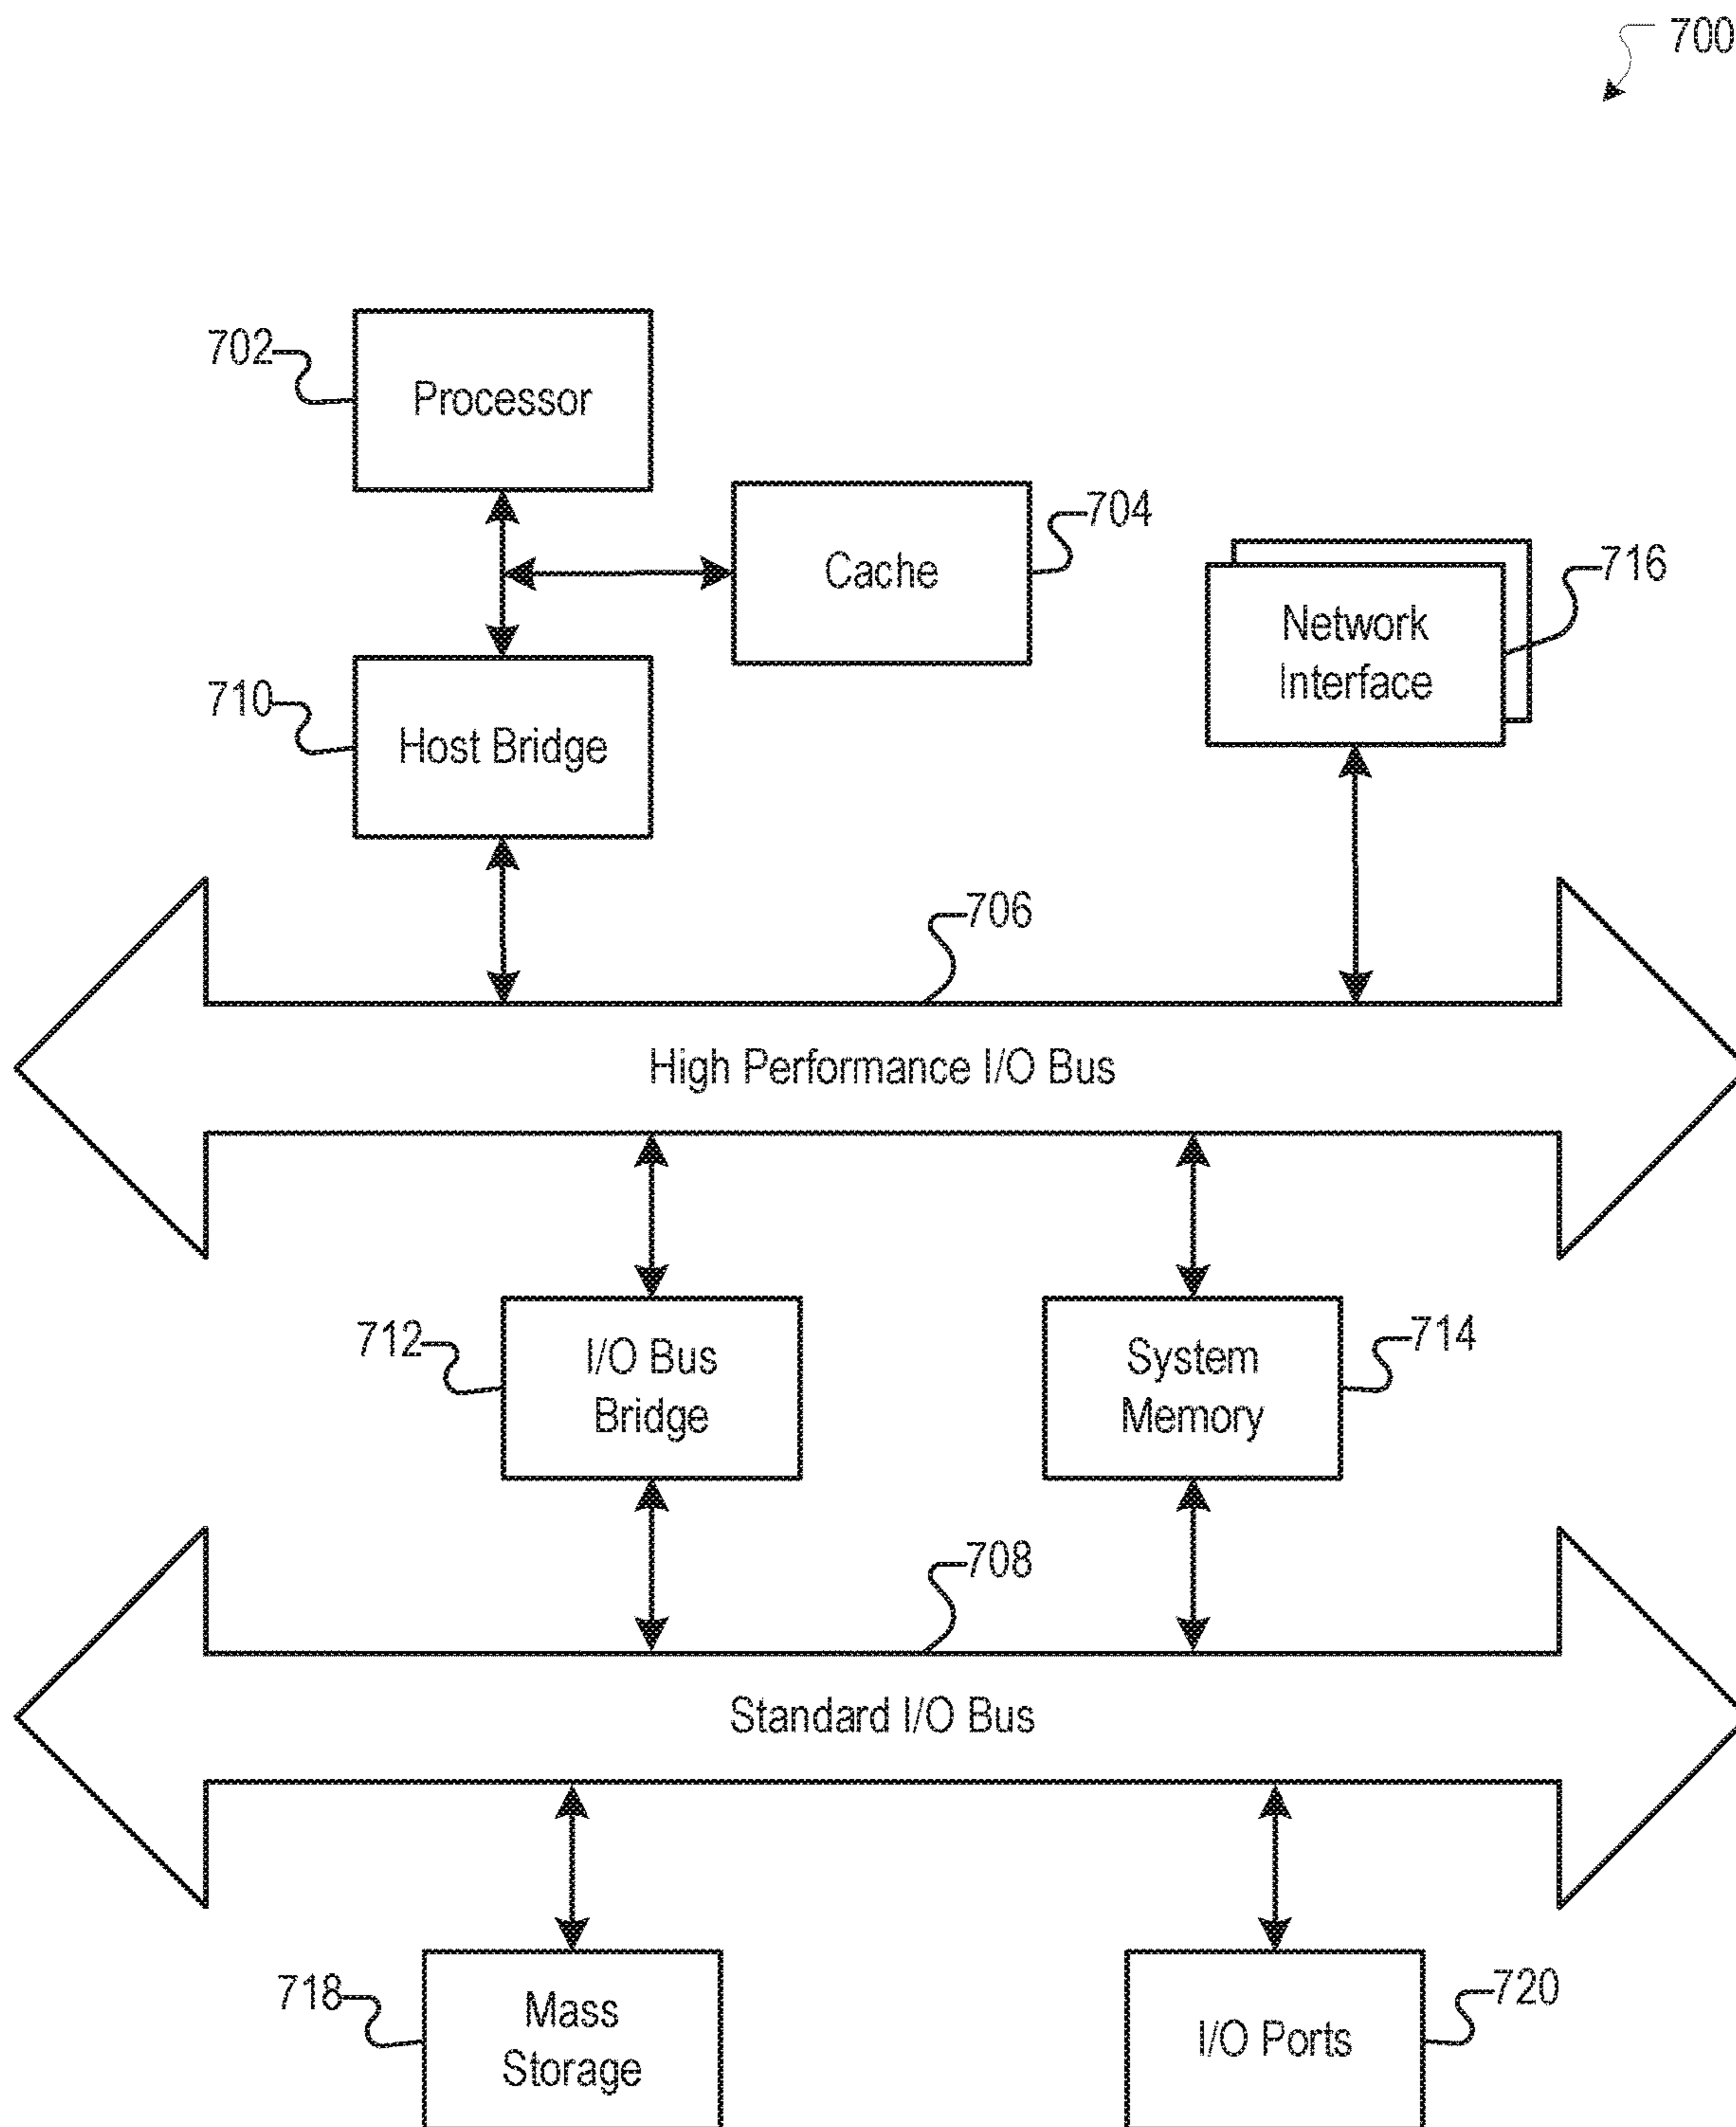 700
702
Processor
704
Cache
716
Network
Interface
710
Host Bridge
706
High Performance I/O Bus
712
I/O Bus
Bridge
714
System
Memory
708
Standard I/O Bus
718
Mass
Storage
720
I/O Ports